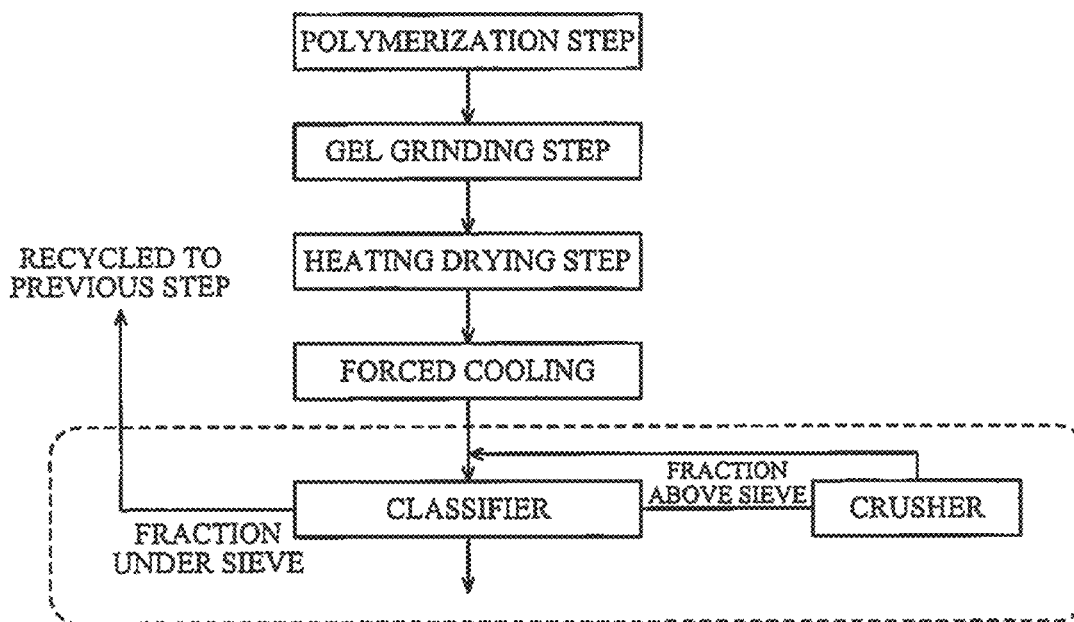 POLYMERIZATION STEP
GEL GRINDING STEP
RECYCLED TO
PREVIOUS STEP
HEATING DRYING STEP
FORCED COOLING
FRACTION
ABOVE SIEVE
CLASSIFIER
CRUSHER
FRACTION
UNDER SIEVE